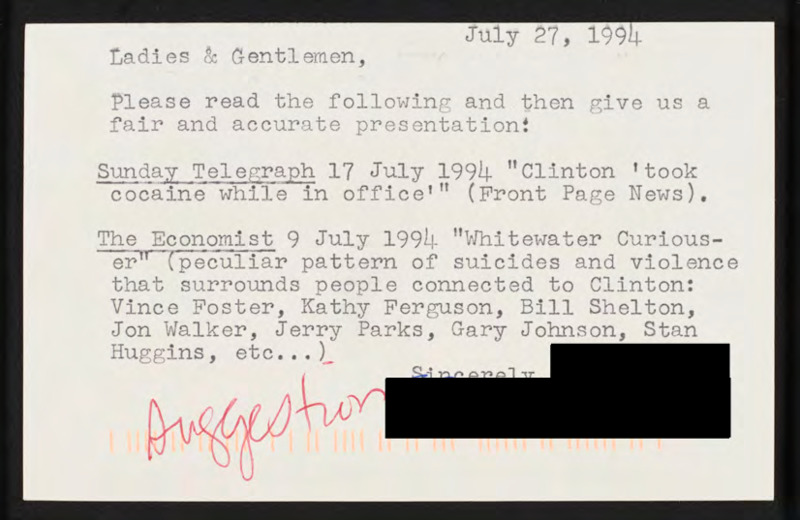 July 27, 1994
Ladies & Gentlemen,
Please read the following and then give us a
fair and accurate presentation:
Sunday Telegraph 17 July 1994 "Clinton 'took
cocaine while in office'" (Front Page News).
The Economist 9 July 1994 "Whitewater Curious-
er" (peculiar pattern of suicides and violence
that surrounds people connected to Clinton:
Vince Foster, Kathy Ferguson, Bill Shelton,
Jon Walker, Jerry Parks, Gary Johnson, Stan
Huggins, etc...)
Sincerely
Suggestion